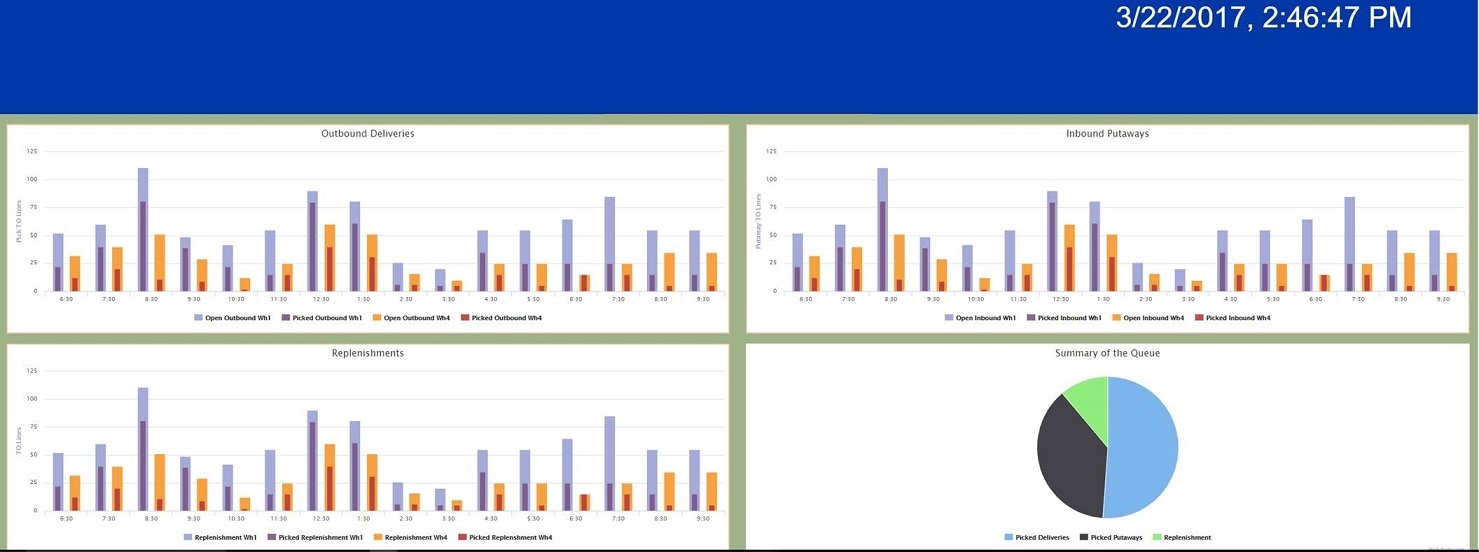 3/22/2017, 2:46:47 PM
Outbound Deliveries
125
100
75
50
25
0
Pick TO Lines
6:30 7:30 8:30 9:30 10:30 11:30 12:30 1:30 2:30 3:30 4:30 5:30 6:30 7:30 8:30 9:30
Open Outbound Wh1 Picked Outbound Wh1 Open Outbound Wh4 Picked Outbound Wh4
Inbound Putaways
125
100
75
50
25
0
Putaway TO Lines
6:30 7:30 8:30 9:30 10:30 11:30 12:30 1:30 2:30 3:30 4:30 5:30 6:30 7:30 8:30 9:30
Open Inbound Wh1 Picked Inbound Wh1 Open Inbound Wh4 Picked Inbound Wh4
Replenishments
125
100
75
50
25
0
TO Lines
6:30 7:30 8:30 9:30 10:30 11:30 12:30 1:30 2:30 3:30 4:30 5:30 6:30 7:30 8:30 9:30
Replenishment Wh1 Picked Replenishment Wh1 Replenishment Wh4 Picked Replenshment Wh4
Summary of the Queue
Picked Deliveries Picked Putaways Replenishment